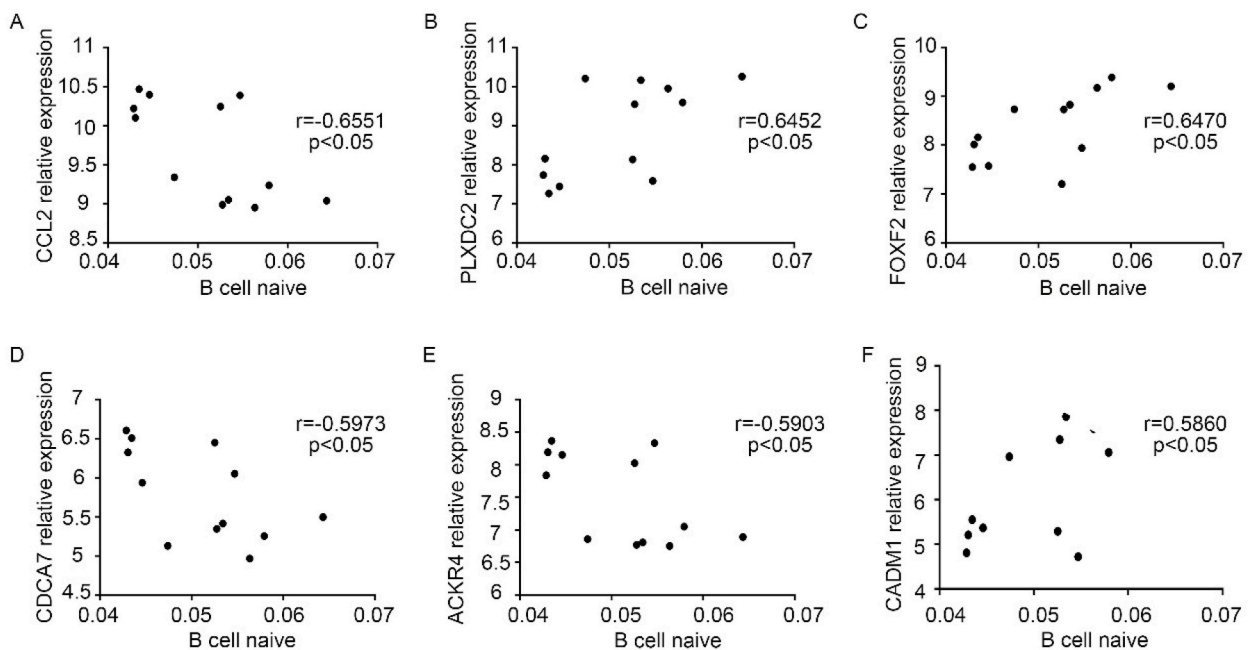 A
CCL2 relative expression
11
10.5
10
9.5
9
8.5
0.04
0.05
0.06
0.07
B cell naive
r=-0.6551
p<0.05
B
PLXDC2 relative expression
11
10
9
8
7
6
0.04
0.05
0.06
0.07
B cell naive
r=0.6452
p<0.05
C
FOXF2 relative expression
10
9
8
7
6
0.04
0.05
0.06
0.07
B cell naive
r=0.6470
p<0.05
D
CDCA7 relative expression
7
6.5
6
5.5
5
4.5
0.04
0.05
0.06
0.07
B cell naive
r=-0.5973
p<0.05
E
ACKR4 relative expression
9
8.5
8
7.5
7
6.5
6
0.04
0.05
0.06
0.07
B cell naive
r=-0.5903
p<0.05
F
CADM1 relative expression
9
8
7
6
5
4
0.04
0.05
0.06
0.07
B cell naive
r=0.5860
p<0.05